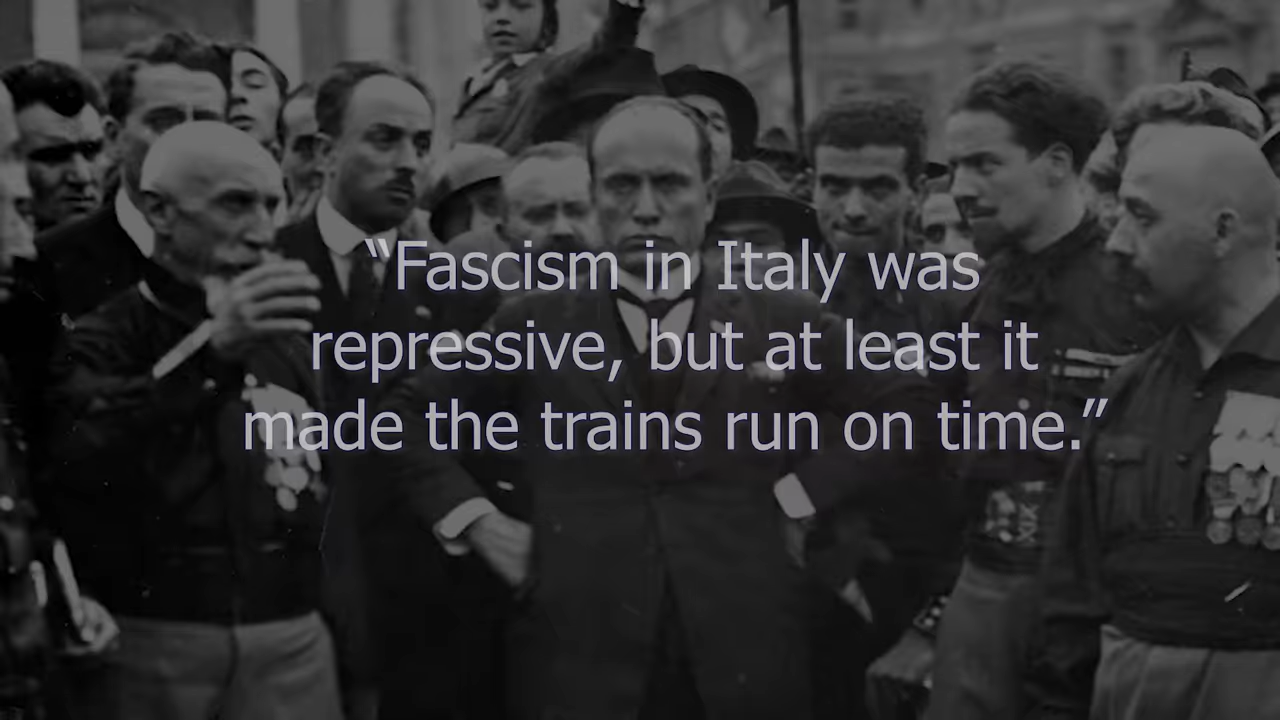 “Fascism in Italy was
repressive, but at least it
made the trains run on time.”